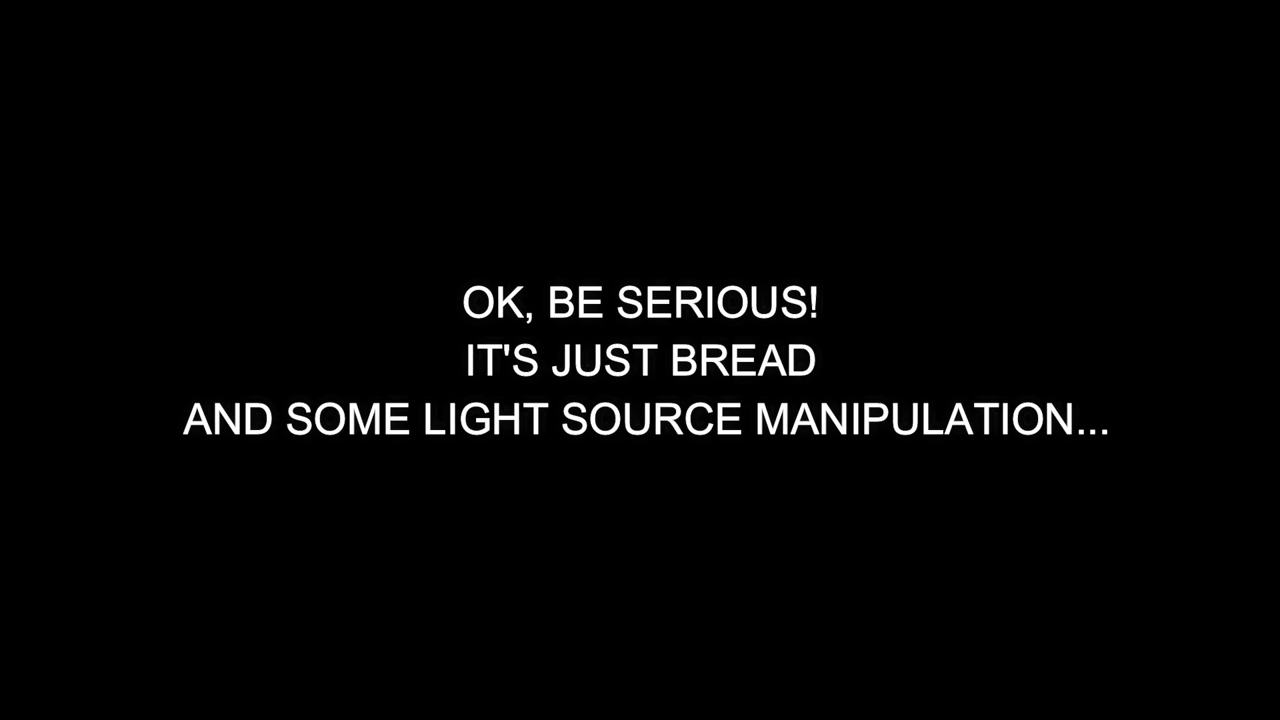 OK, BE SERIOUS!
IT'S JUST BREAD
AND SOME LIGHT SOURCE MANIPULATION...